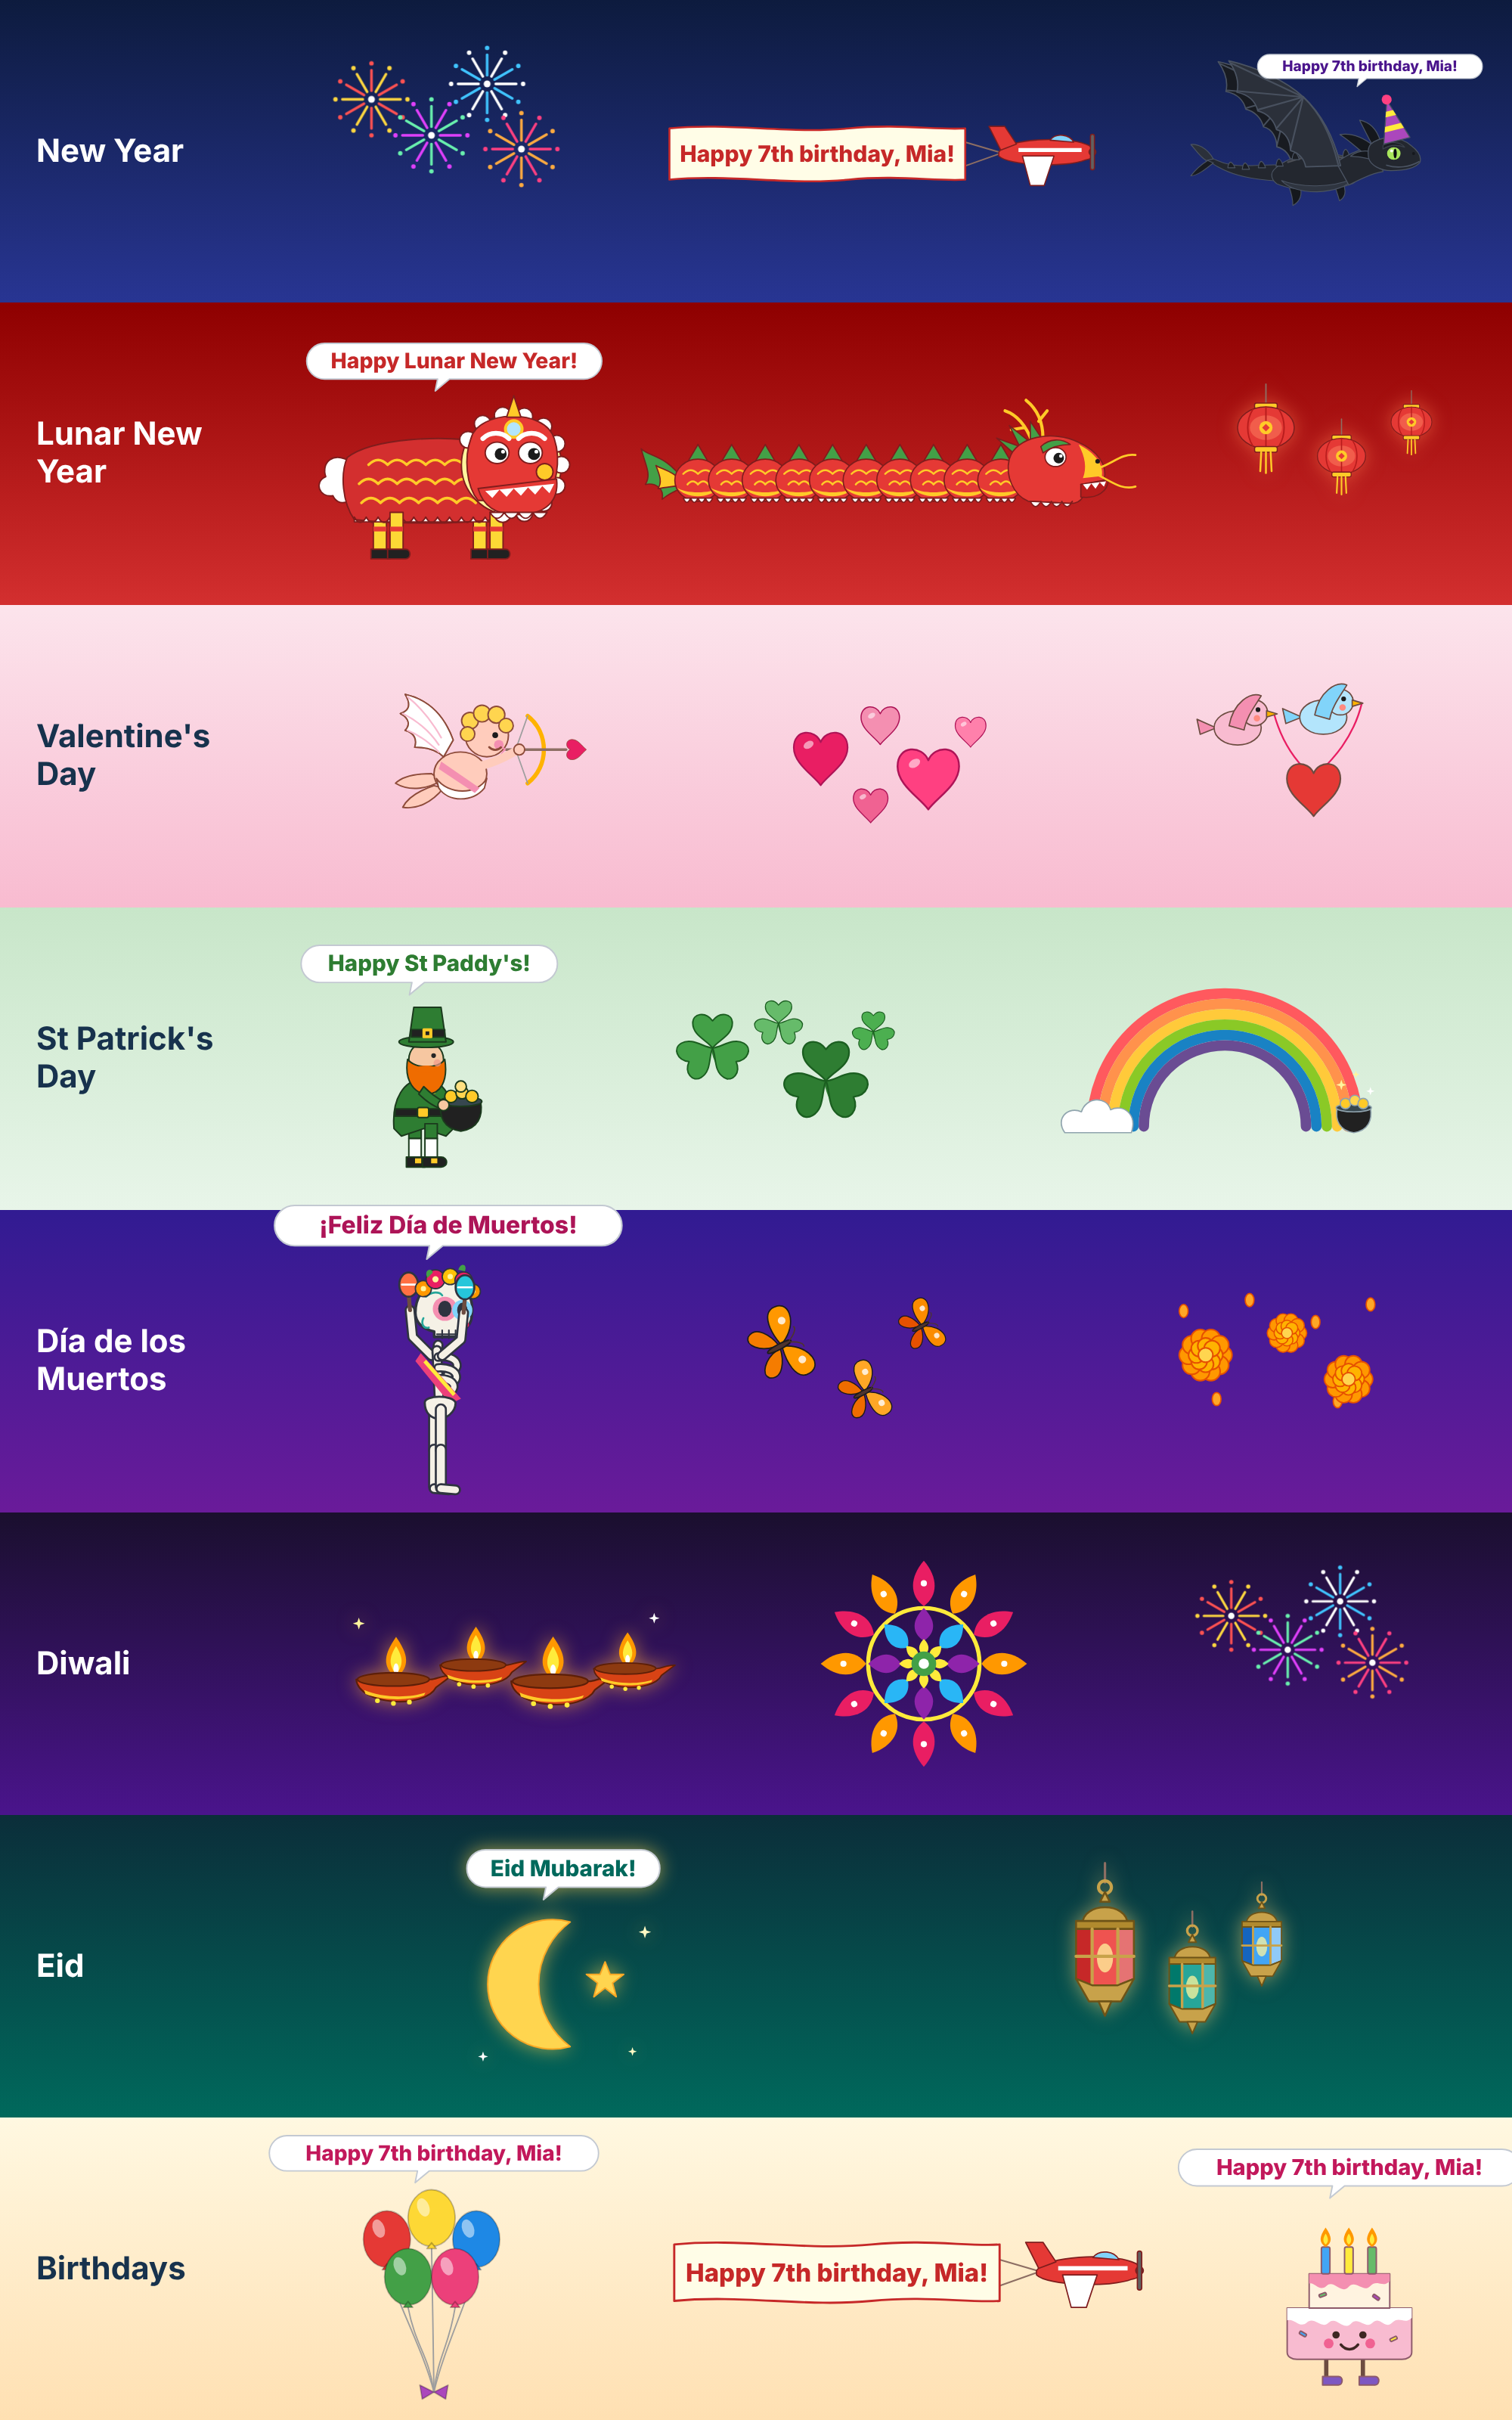 Happy 7th birthday, Mia!
New Year
Happy 7th birthday, Mia!
Happy Lunar New Year!
Lunar New
Year
Valentine's
Day
Happy St Paddy's!
St Patrick's
Day
¡Feliz Día de Muertos!
Día de los
Muertos
Diwali
Eid Mubarak!
Eid
Happy 7th birthday, Mia!
Happy 7th birthday, Mia!
Birthdays
Happy 7th birthday, Mia!